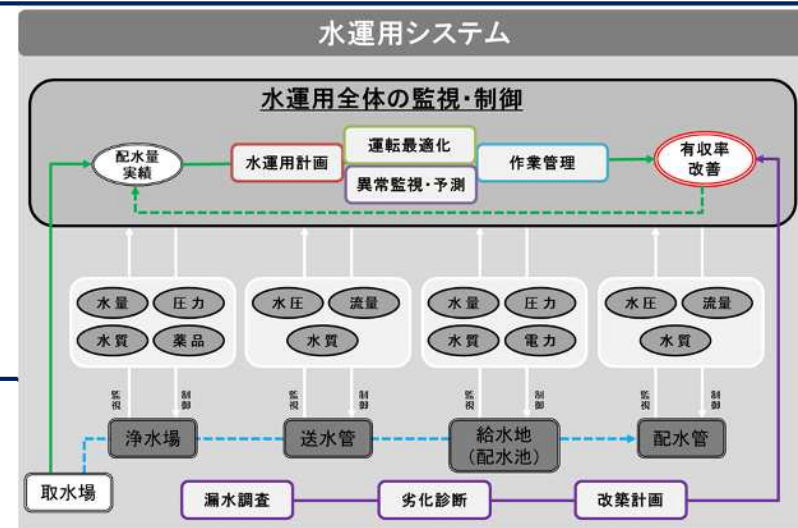 水運用システム
水運用全体の監視・制御
配水量
実績
水運用計画
運転最適化
異常監視・予測
作業管理
有収率
改善
水量
圧力
水質
薬品
水圧
流量
水質
水量
圧力
水質
電力
水圧
流量
水質
監視
制御
監視
制御
監視
制御
監視
制御
浄水場
送水管
給水地
(配水池)
配水管
取水場
漏水調査
劣化診断
改築計画